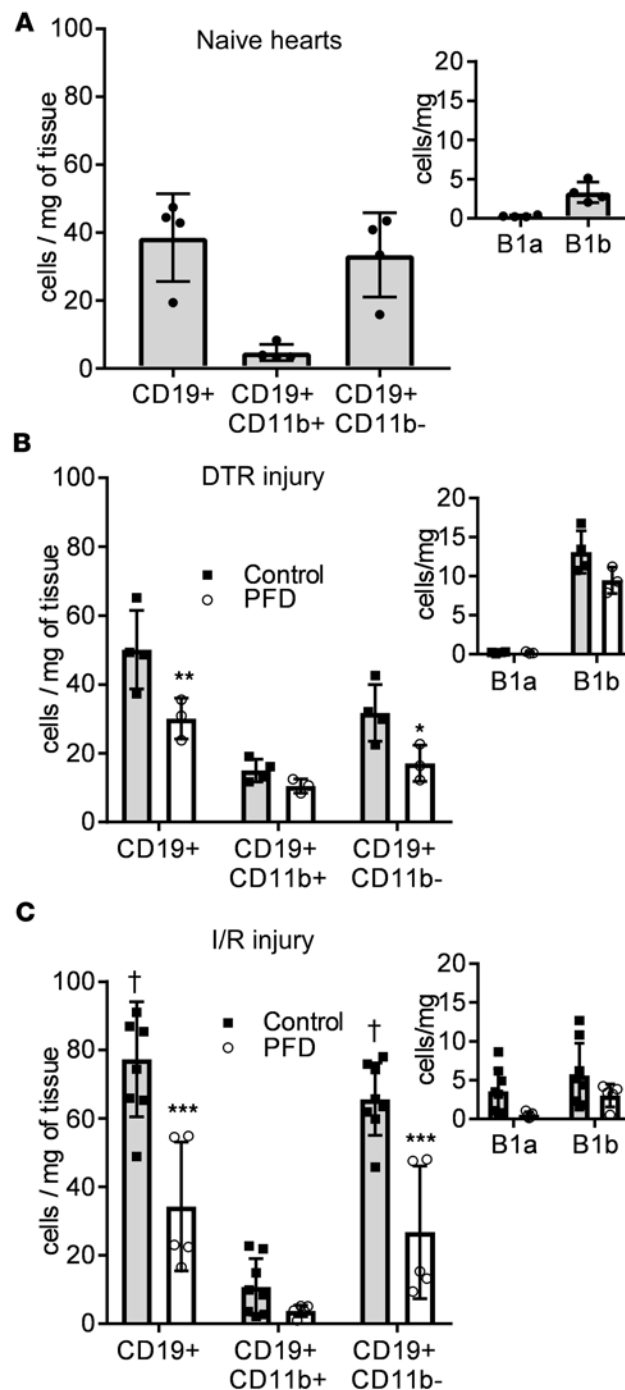 A
Naive hearts
cells / mg of tissue
100
80
60
40
20
0
CD19+
CD19+
CD11b+
CD19+
CD11b-
cells/mg
20
15
10
5
0
B1a
B1b
B
DTR injury
cells / mg of tissue
100
80
60
40
20
0
Control
PFD
**
*
CD19+
CD19+
CD11b+
CD19+
CD11b-
cells/mg
20
15
10
5
0
B1a
B1b
C
I/R injury
cells / mg of tissue
100
80
60
40
20
0
Control
PFD
†
***
†
***
CD19+
CD19+
CD11b+
CD19+
CD11b-
cells/mg
20
15
10
5
0
B1a
B1b